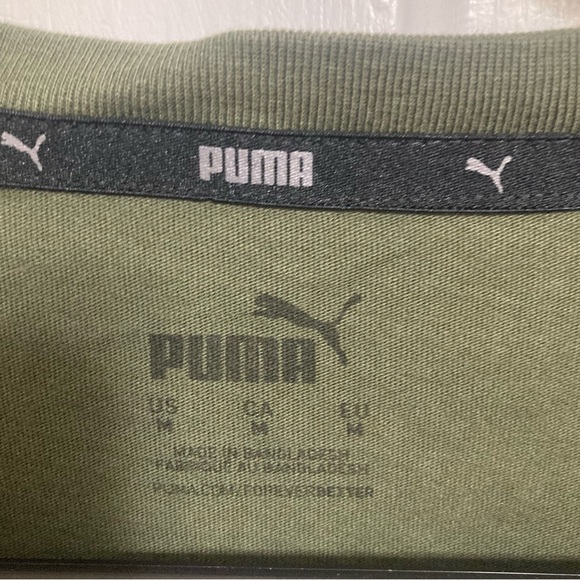 PUMA
PUMA
US CA EU
M M M
MADE IN BANGLADESH
FABRIQUÉ AU BANGLADESH
PUMA.COM/FOREVERBETTER